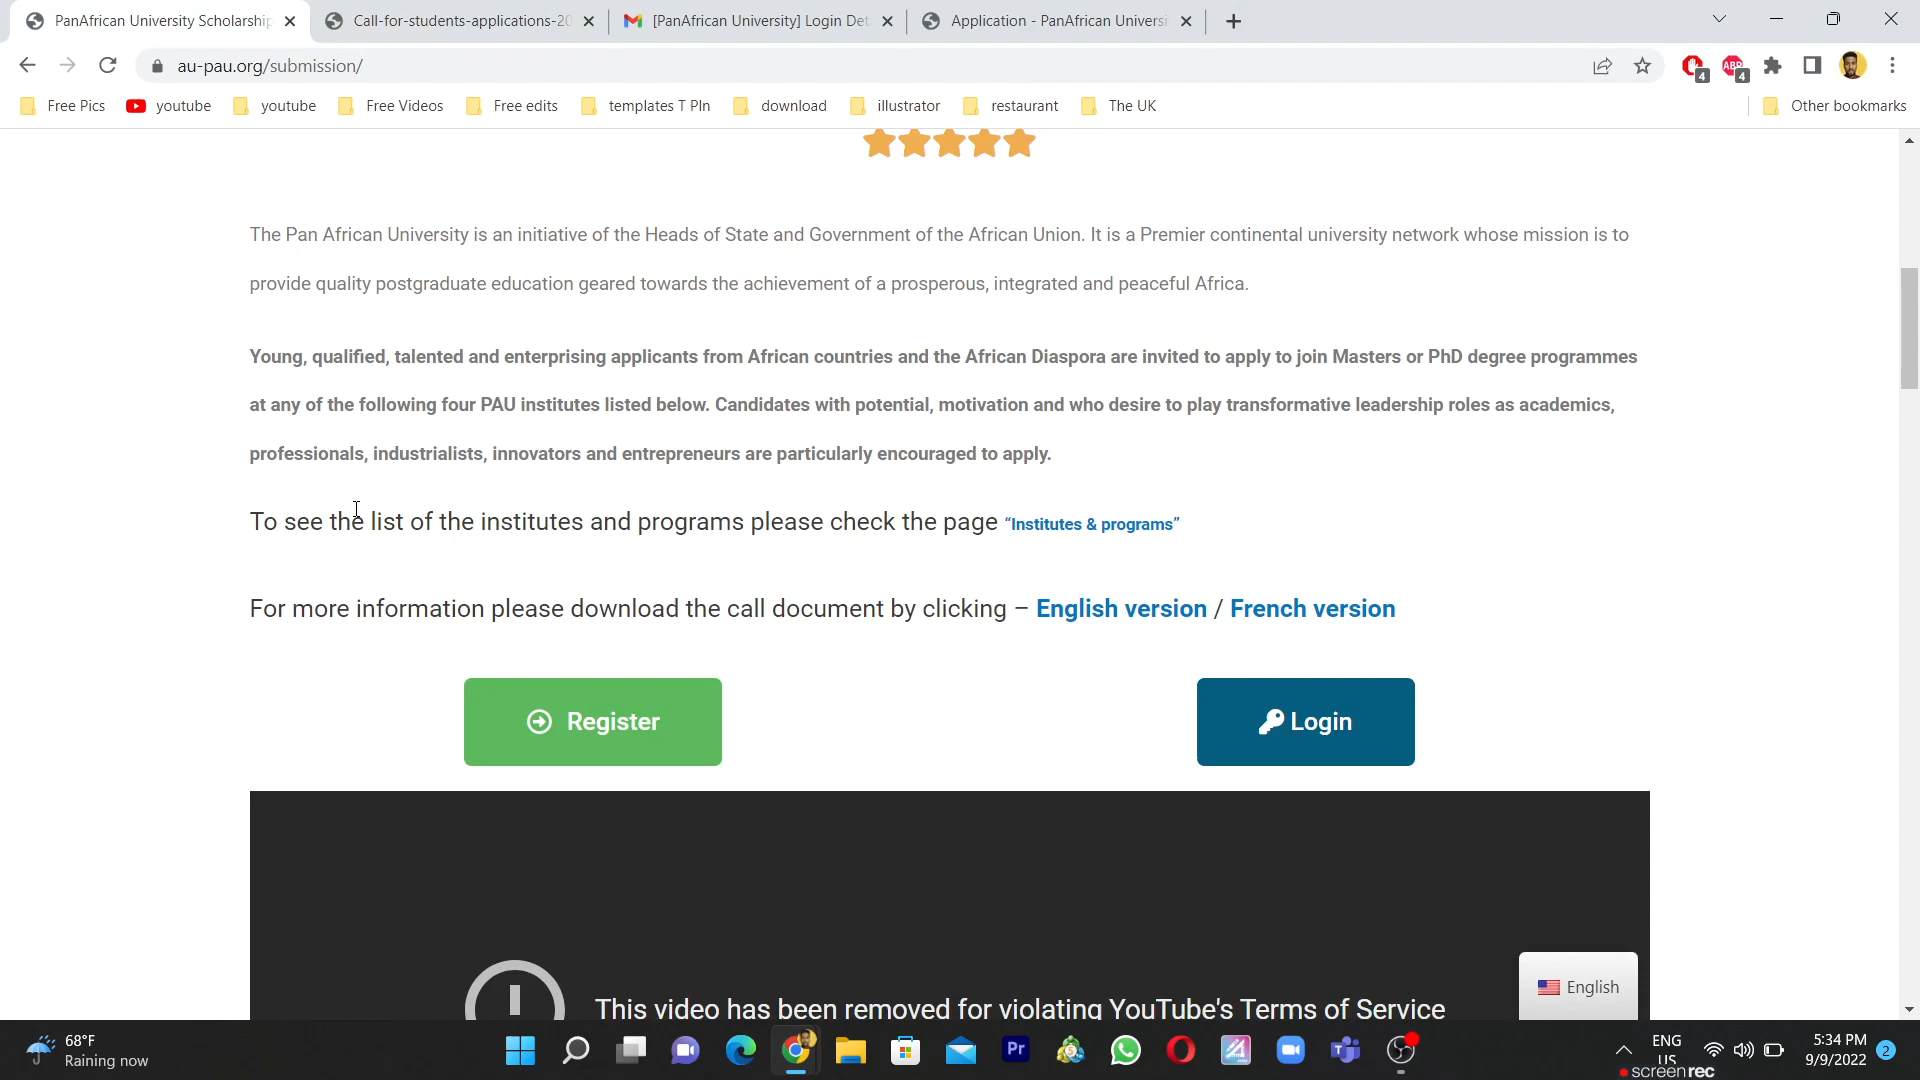 PanAfrican University Scholarship
Call-for-students-applications-20
[PanAfrican University] Login Det
Application - PanAfrican Universi
au-pau.org/submission/
4
ABP
4
Free Pics
youtube
youtube
Free Videos
Free edits
templates T Pln
download
illustrator
restaurant
The UK
Other bookmarks
The Pan African University is an initiative of the Heads of State and Government of the African Union. It is a Premier continental university network whose mission is to
provide quality postgraduate education geared towards the achievement of a prosperous, integrated and peaceful Africa.
Young, qualified, talented and enterprising applicants from African countries and the African Diaspora are invited to apply to join Masters or PhD degree programmes
at any of the following four PAU institutes listed below. Candidates with potential, motivation and who desire to play transformative leadership roles as academics,
professionals, industrialists, innovators and entrepreneurs are particularly encouraged to apply.
To see the list of the institutes and programs please check the page “Institutes & programs”
For more information please download the call document by clicking – English version / French version
Register
Login
This video has been removed for violating YouTube's Terms of Service
English
68°F
Raining now
Pr
ENG
US
5:34 PM
9/9/2022
2
screenrec